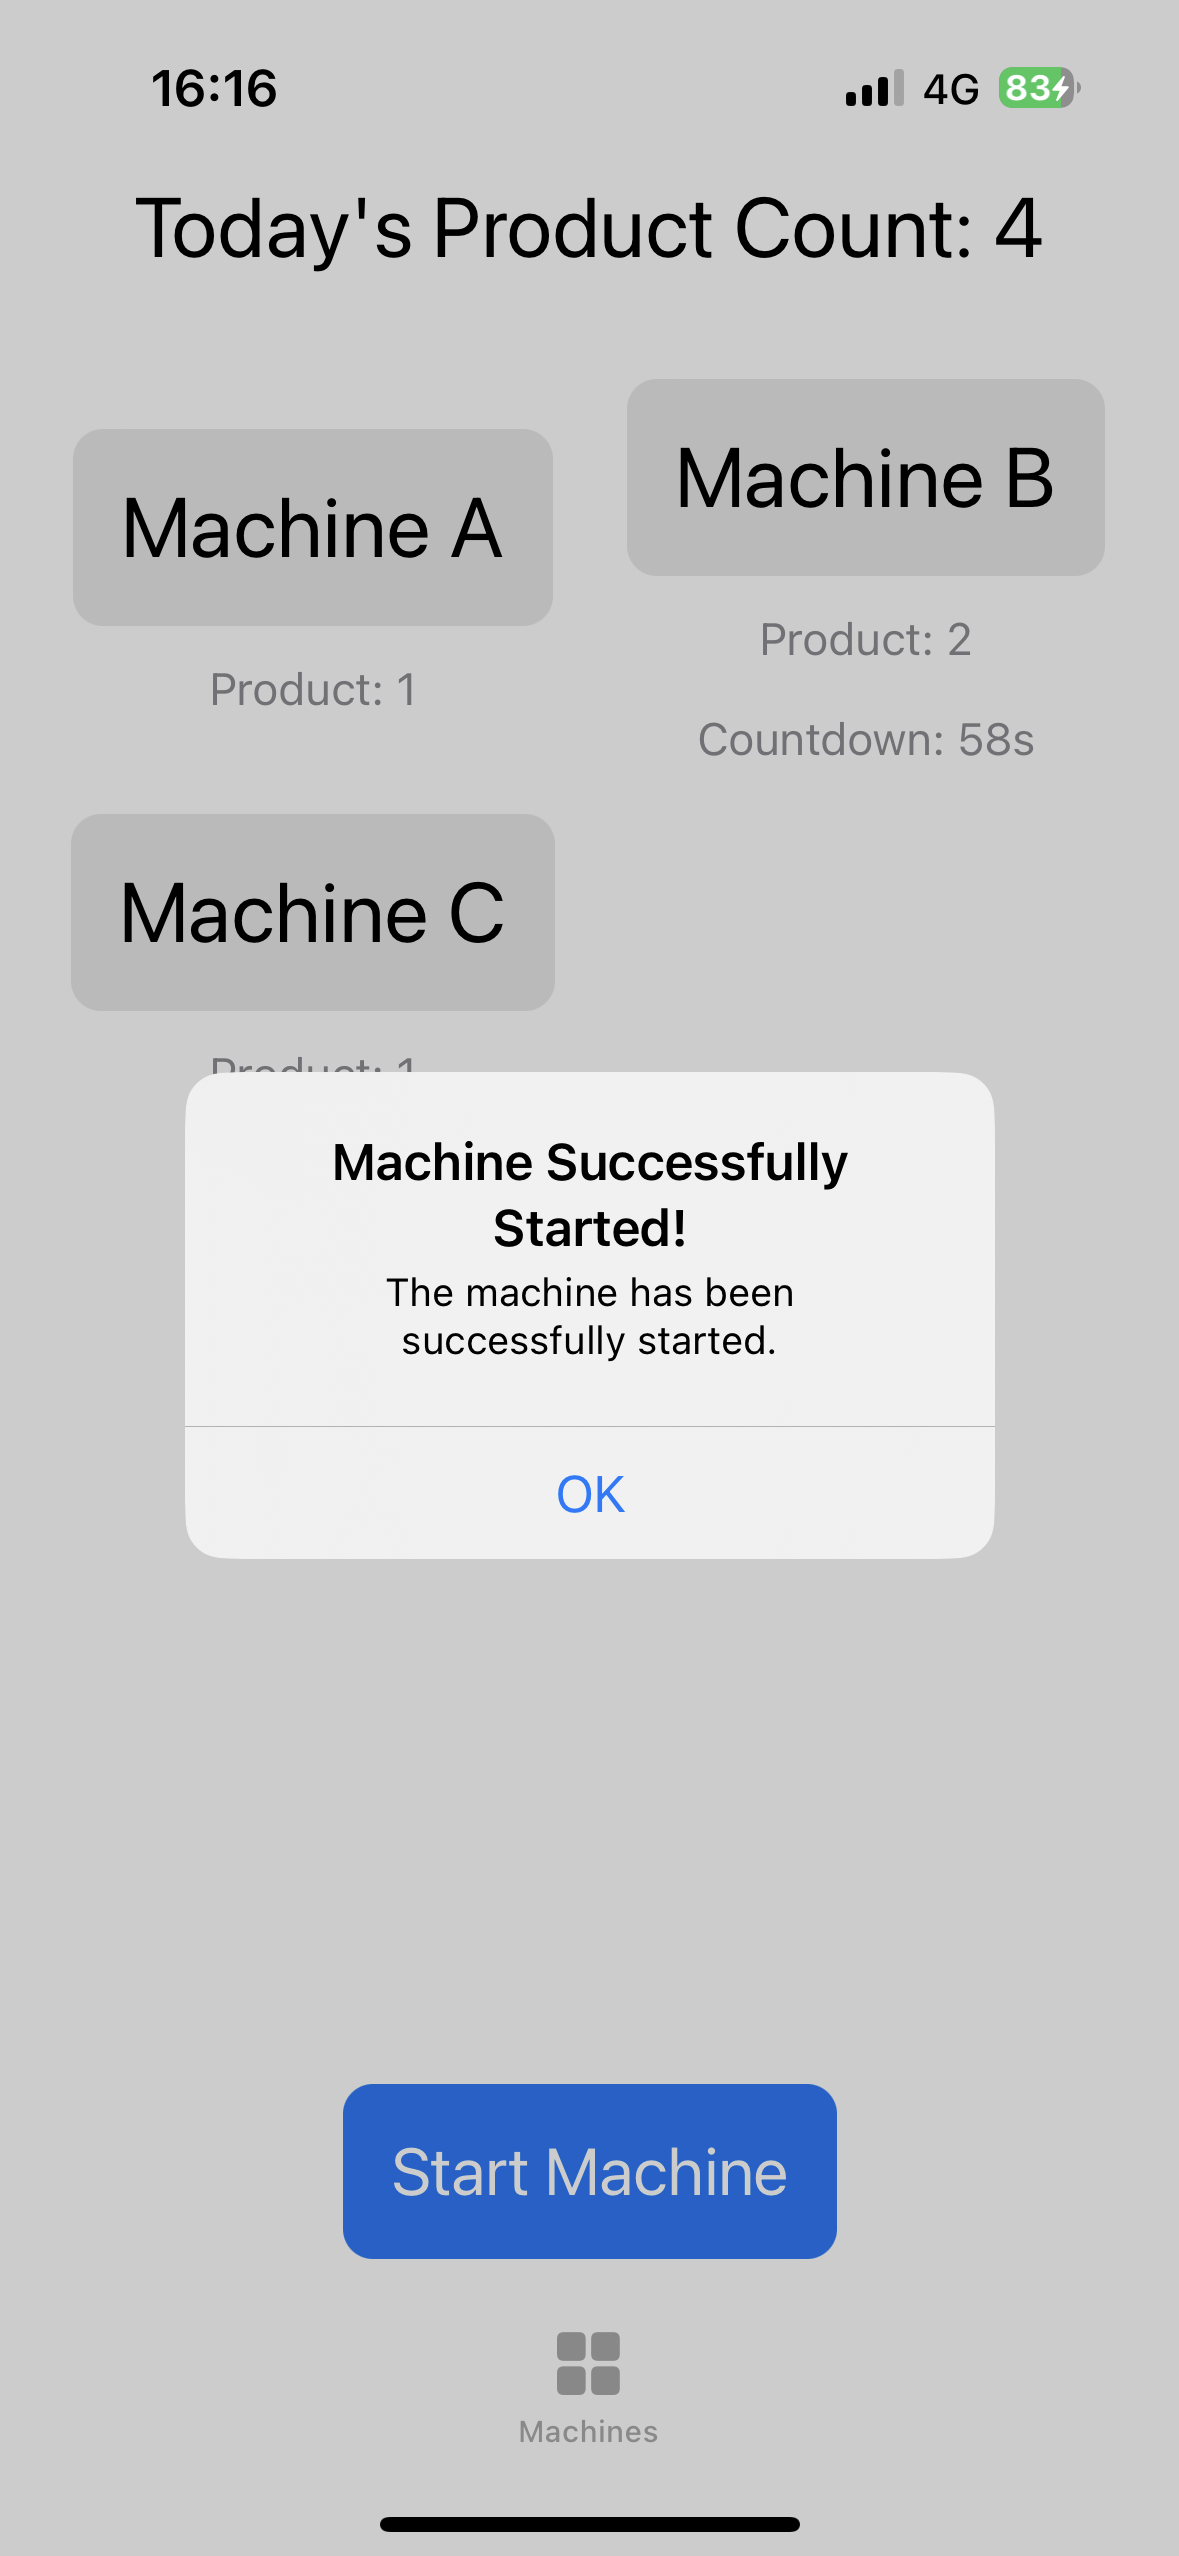 16:16
4G
83
Today's Product Count: 4
Machine A
Product: 1
Machine B
Product: 2
Countdown: 58s
Machine C
Product: 1
Machine Successfully
Started!
The machine has been
successfully started.
OK
Start Machine
Machines